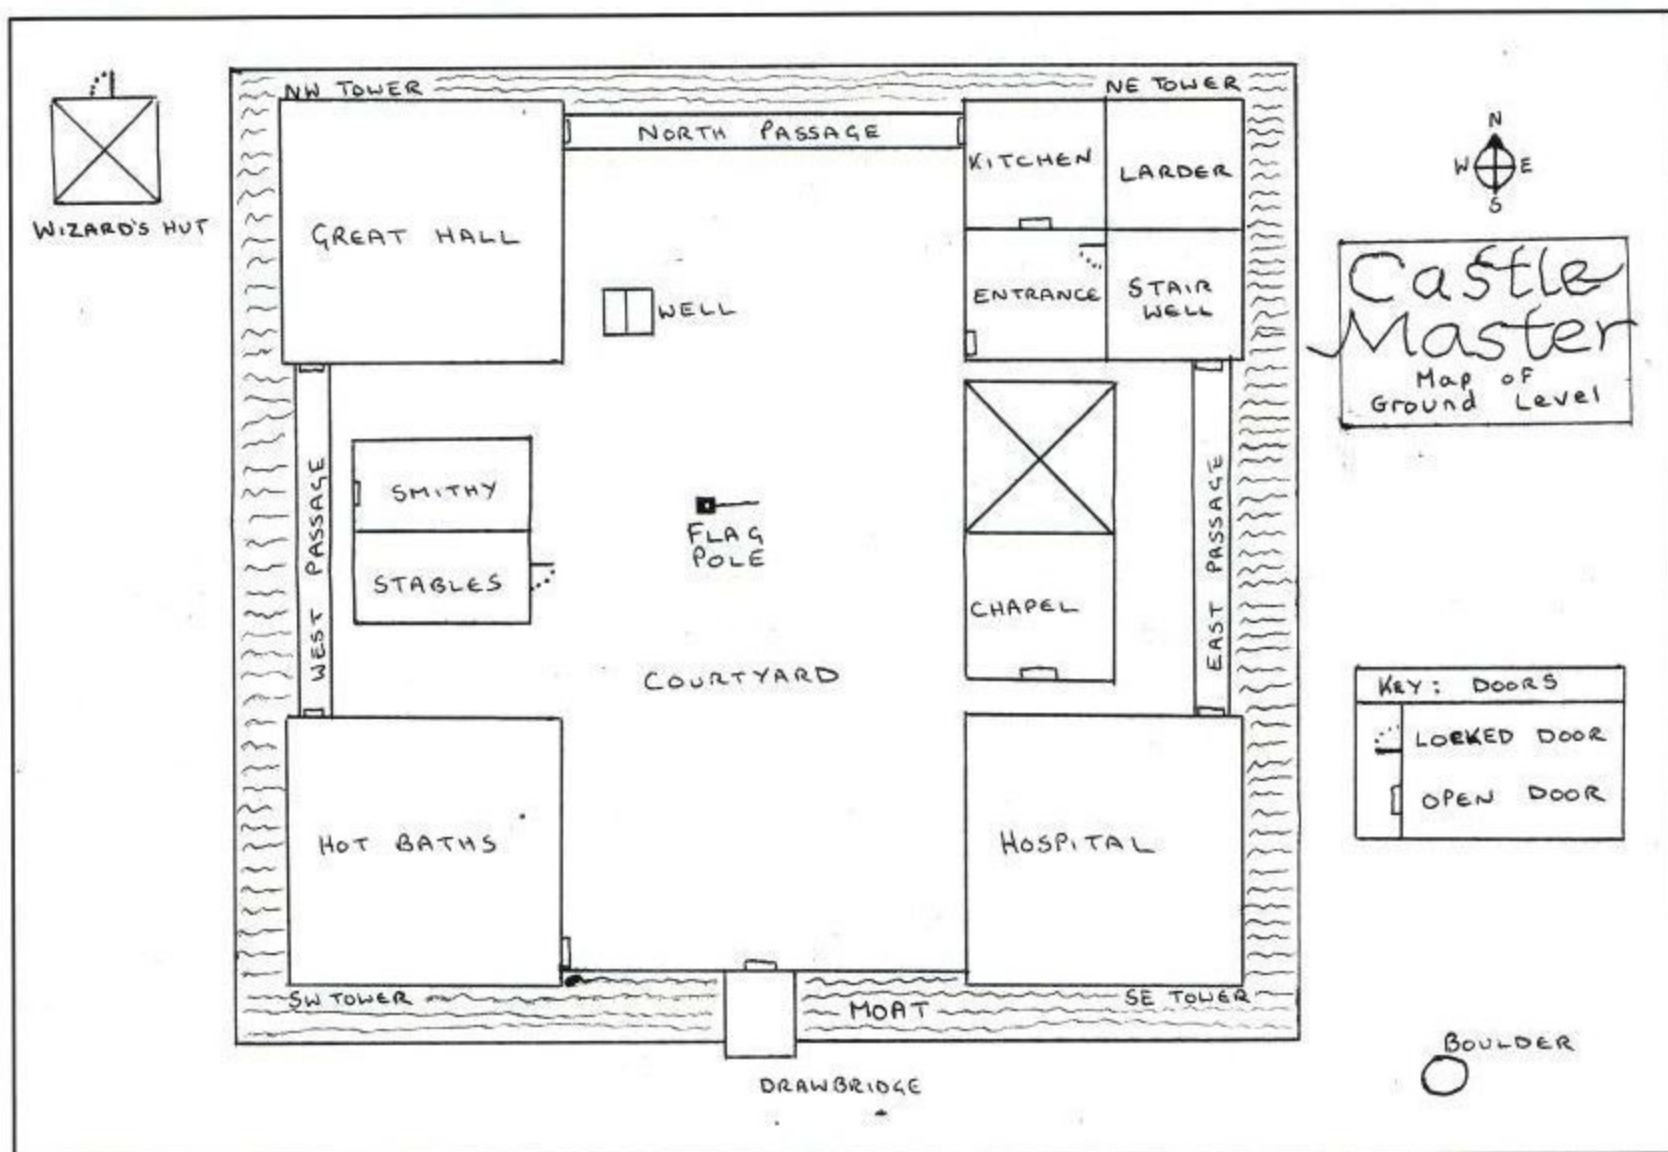 NW TOWER
NE TOWER
NORTH PASSAGE
N
W E
S
KITCHEN
LARDER
WIZARD'S HUT
GREAT HALL
Castle
Master
Map of
Ground Level
ENTRANCE
STAIR
WELL
WELL
WEST PASSAGE
SMITHY
STABLES
FLAG
POLE
CHAPEL
EAST PASSAGE
COURTYARD
KEY: DOORS
LOCKED DOOR
OPEN DOOR
HOT BATHS
HOSPITAL
SW TOWER
MOAT
SE TOWER
BOULDER
DRAWBRIDGE